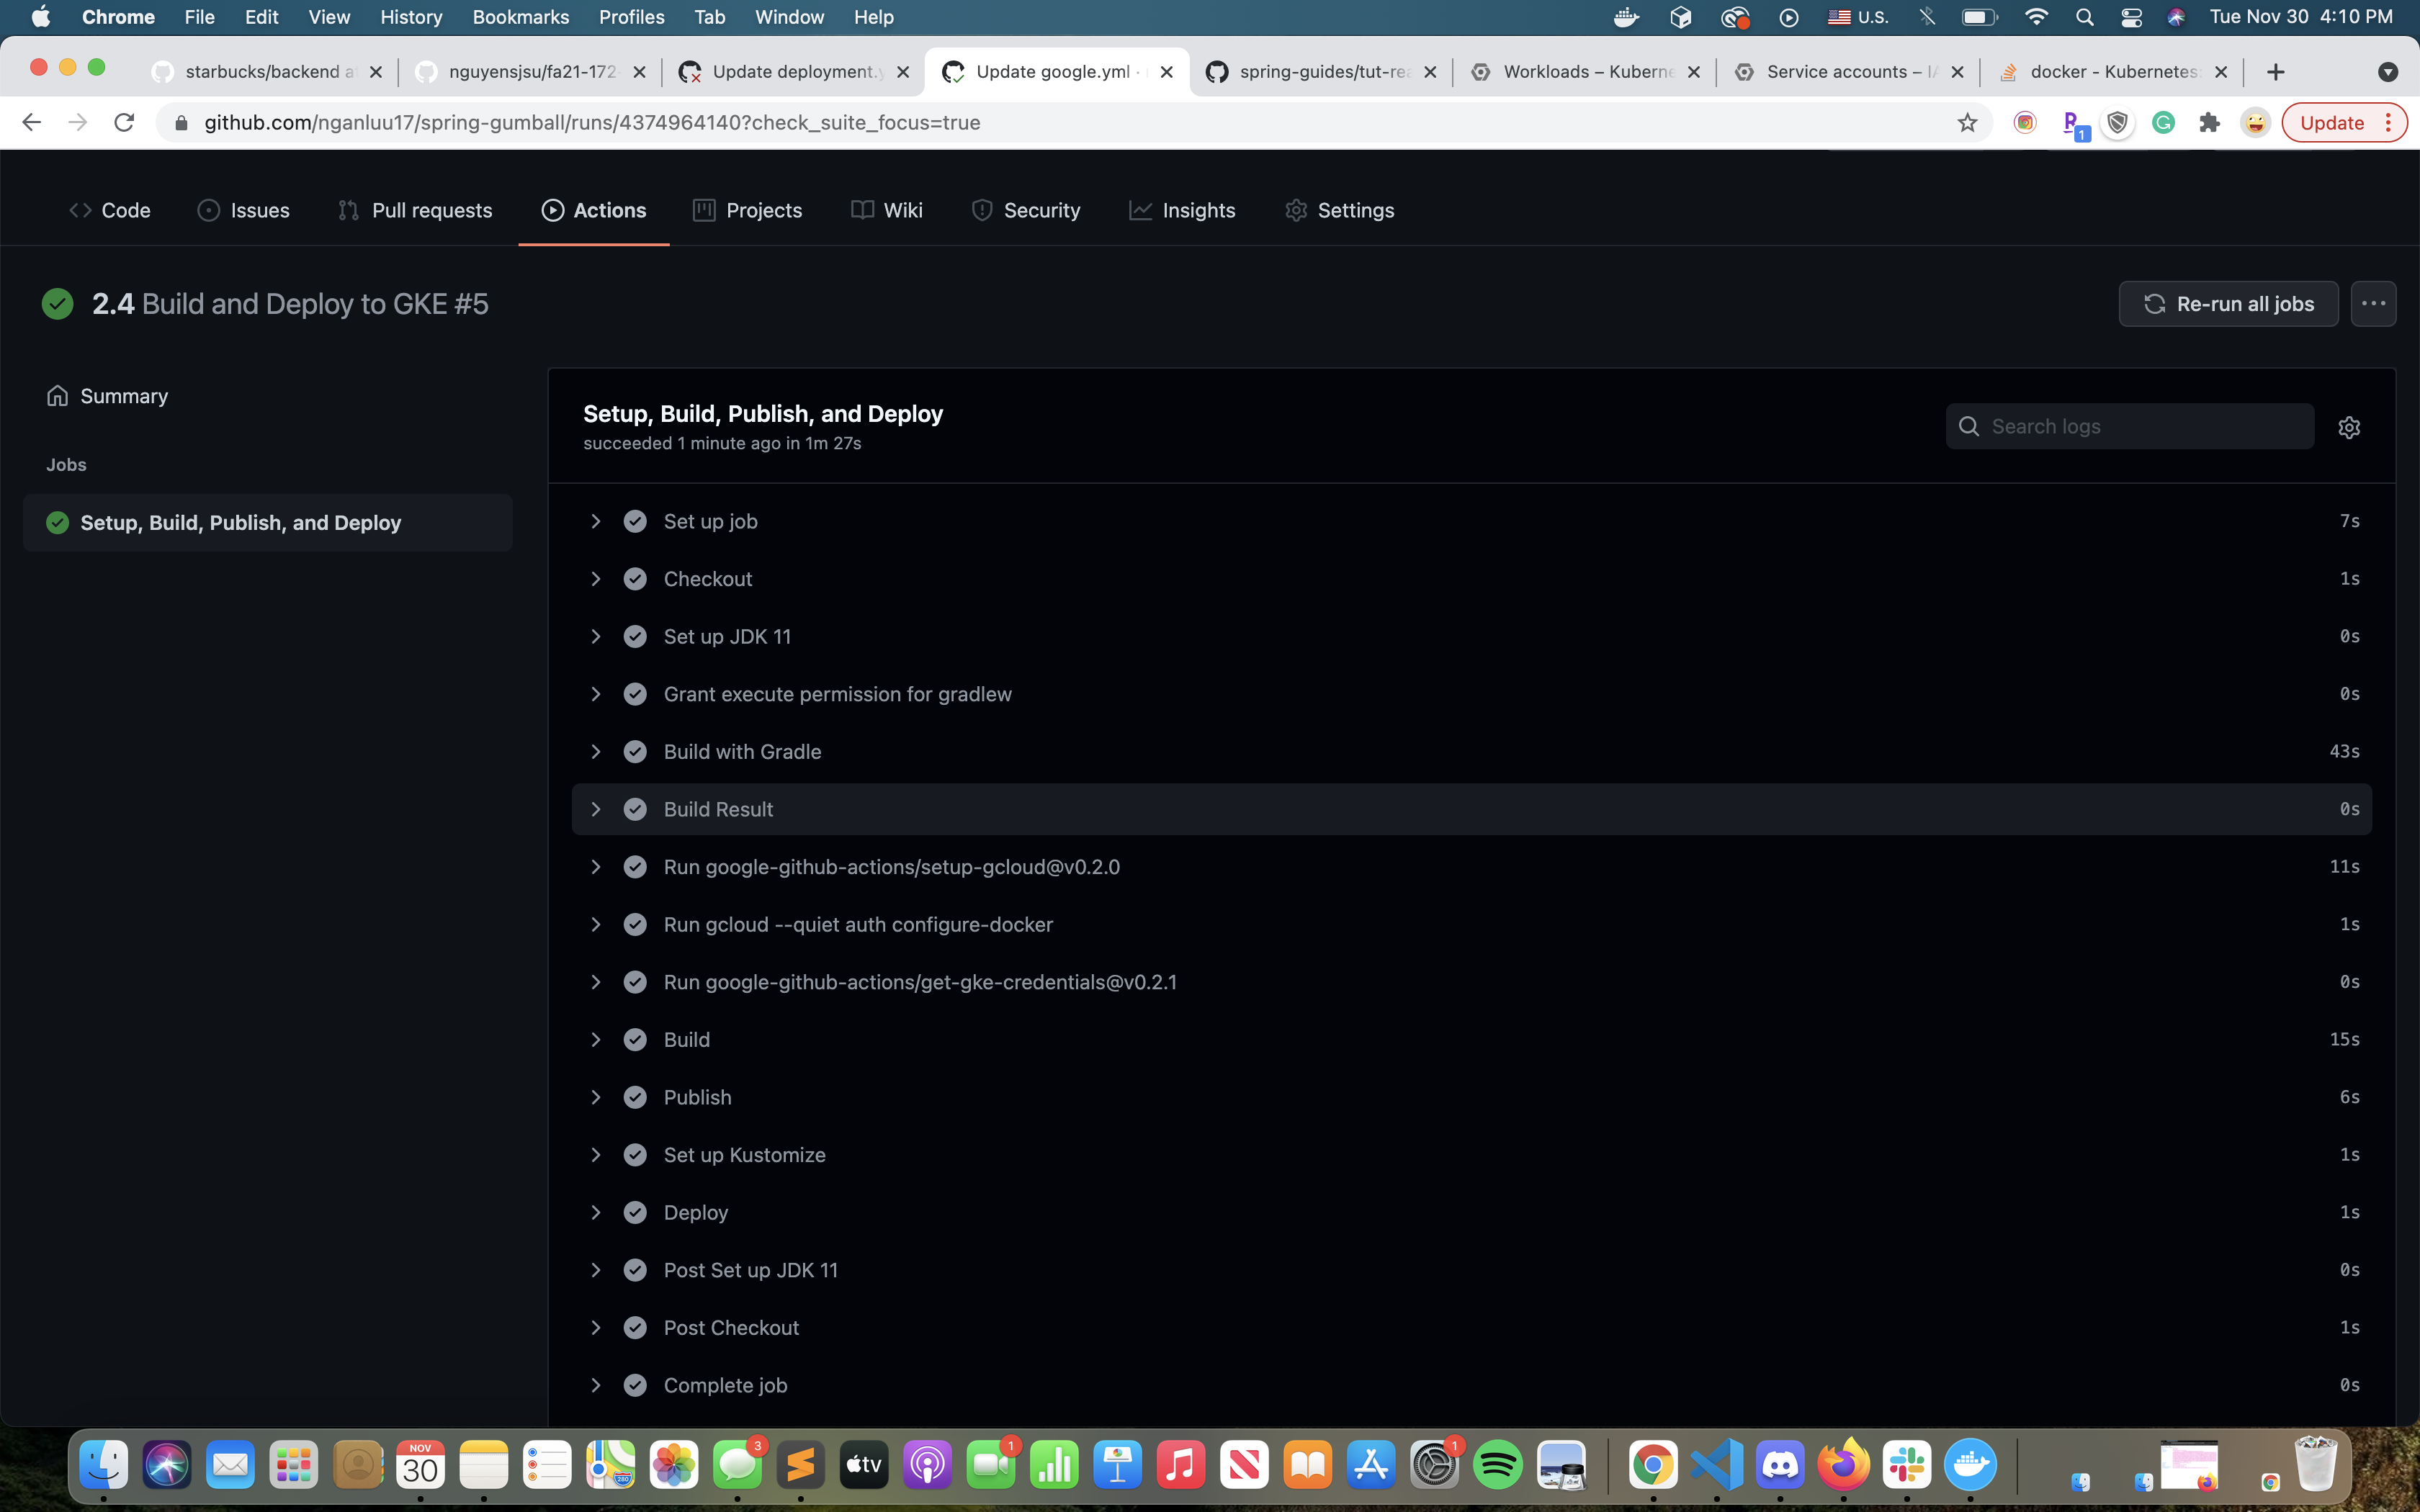 Chrome File Edit View History Bookmarks Profiles Tab Window Help U.S. Tue Nov 30 4:10 PM
starbucks/backend a nguyensjsu/fa21-172 Update deployment.y Update google.yml · spring-guides/tut-rea Workloads – Kuberne Service accounts – IA docker - Kubernetes
github.com/nganluu17/spring-gumball/runs/4374964140?check_suite_focus=true 1 Update
Code Issues Pull requests Actions Projects Wiki Security Insights Settings
2.4 Build and Deploy to GKE #5 Re-run all jobs
Summary
Jobs
Setup, Build, Publish, and Deploy
Setup, Build, Publish, and Deploy
succeeded 1 minute ago in 1m 27s
Search logs
Set up job 7s
Checkout 1s
Set up JDK 11 0s
Grant execute permission for gradlew 0s
Build with Gradle 43s
Build Result 0s
Run google-github-actions/setup-gcloud@v0.2.0 11s
Run gcloud --quiet auth configure-docker 1s
Run google-github-actions/get-gke-credentials@v0.2.1 0s
Build 15s
Publish 6s
Set up Kustomize 1s
Deploy 1s
Post Set up JDK 11 0s
Post Checkout 1s
Complete job 0s
NOV 3 1 1
30 tv 280